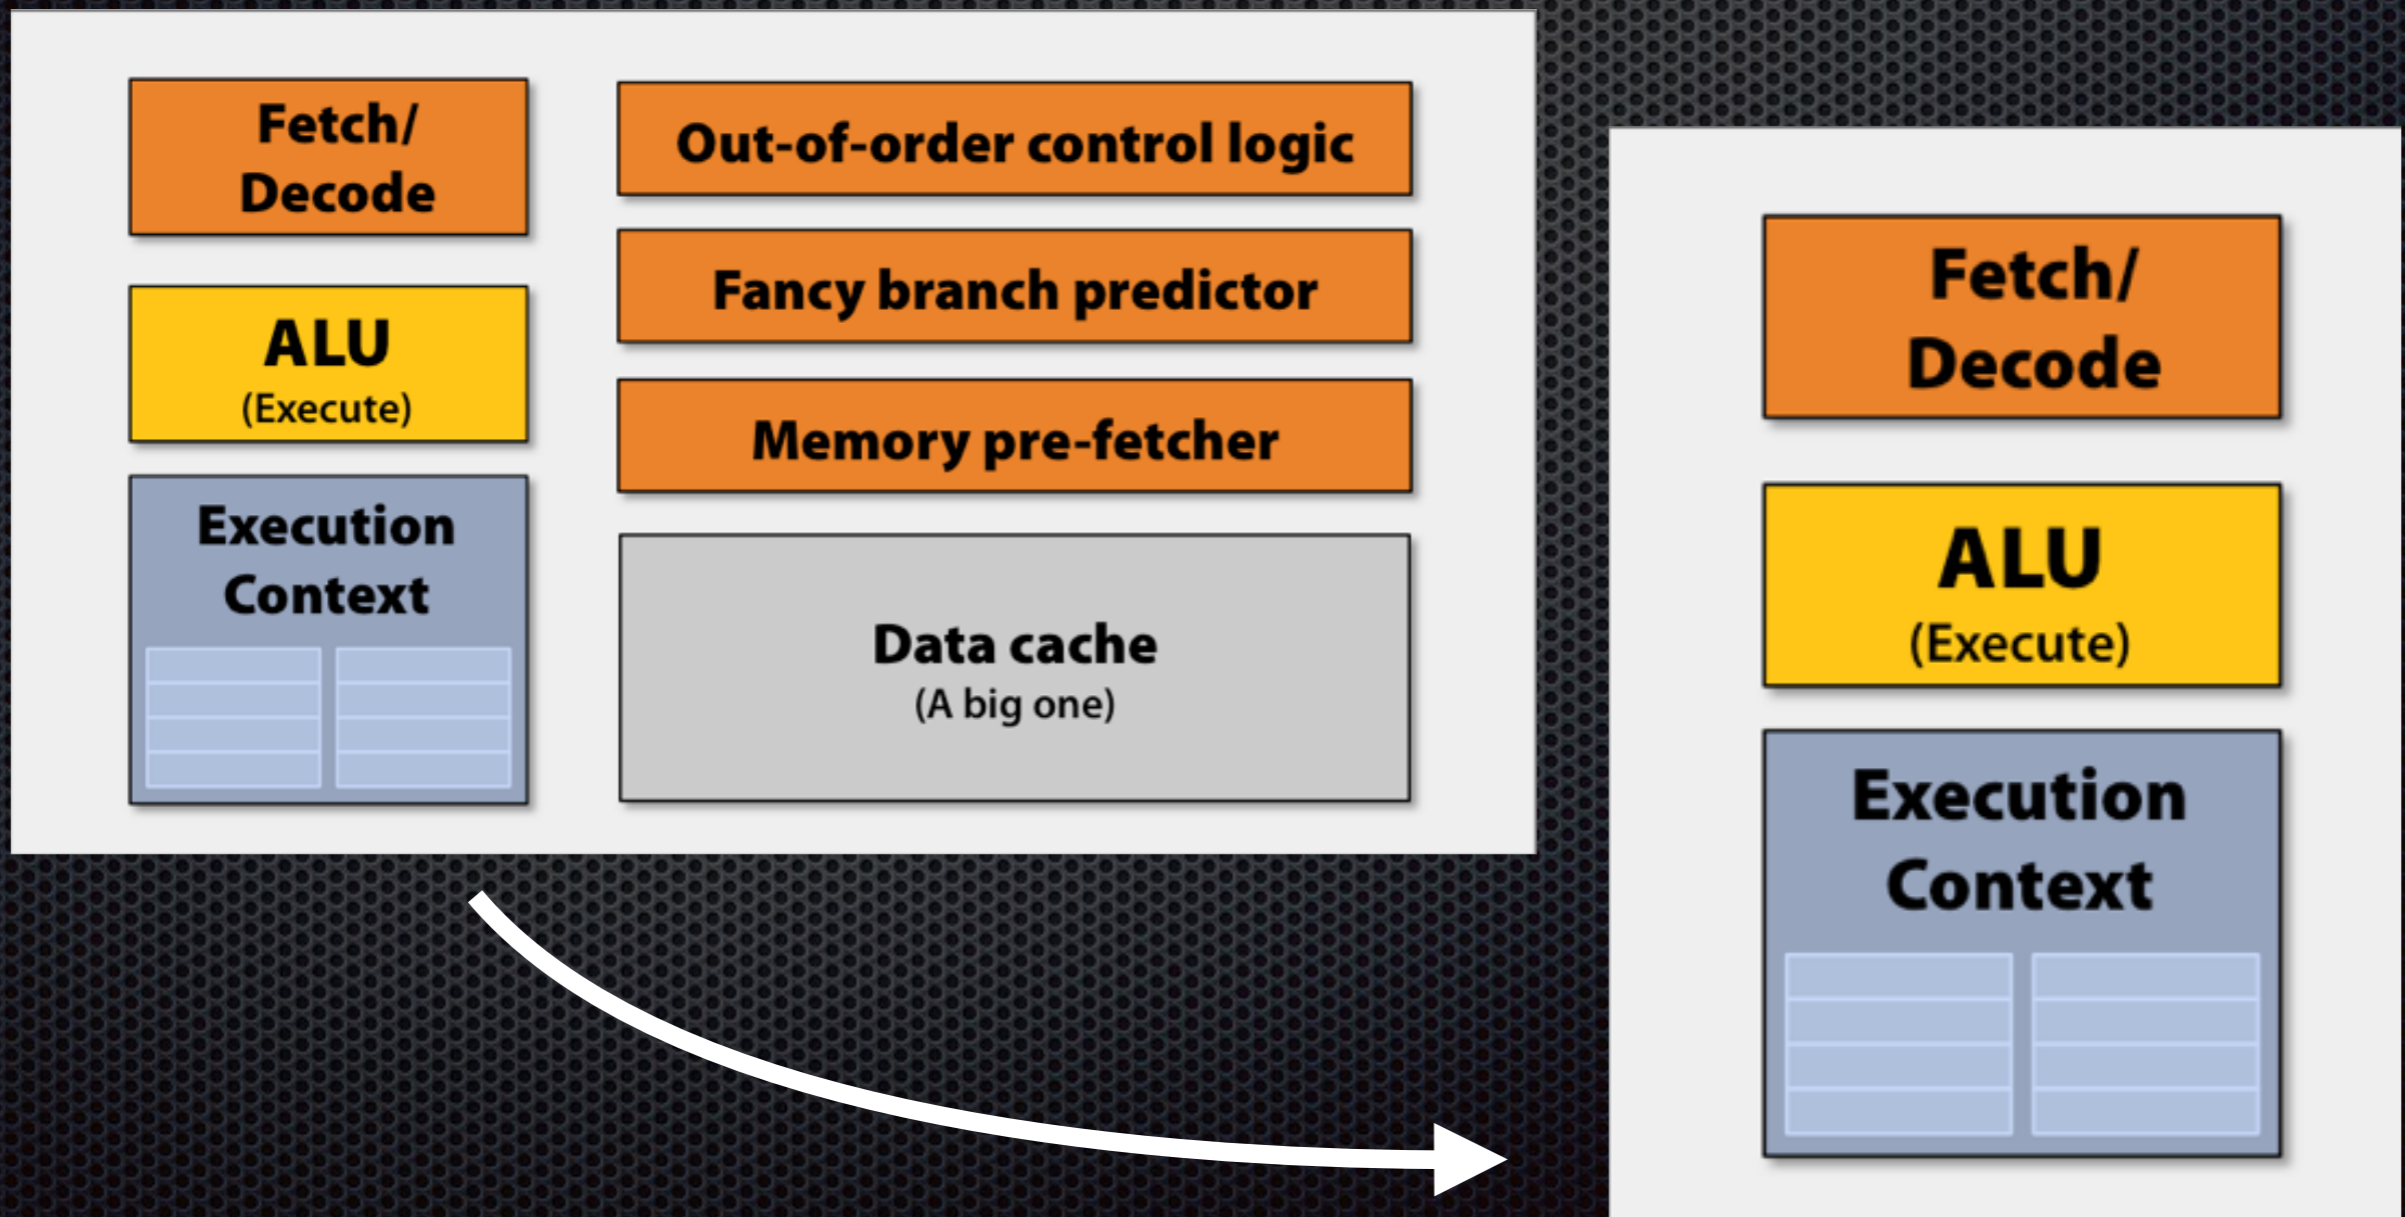 Fetch/
Decode
ALU
(Execute)
Execution
Context
Out-of-order control logic
Fancy branch predictor
Memory pre-fetcher
Data cache
(A big one)
Fetch/
Decode
ALU
(Execute)
Execution
Context